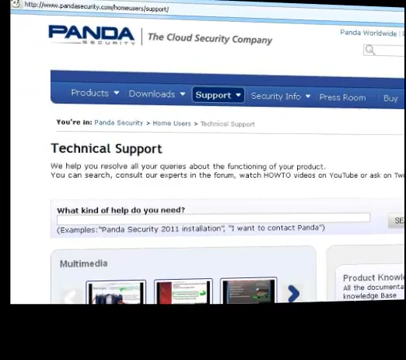 http://www.pandasecurity.com/homeusers/support/
PANDA
SECURITY
The Cloud Security Company
Panda Worldwide
Products
Downloads
Support
Security Info
Press Room
Buy
You're in: Panda Security > Home Users > Technical Support
Technical Support
We help you resolve all your queries about the functioning of your product.
You can search, consult our experts in the forum, watch HOWTO videos on YouTube or ask on
What kind of help do you need?
(Examples:"Panda Security 2011 installation", "I want to contact Panda")
Multimedia
Product
All the
knowledge Base